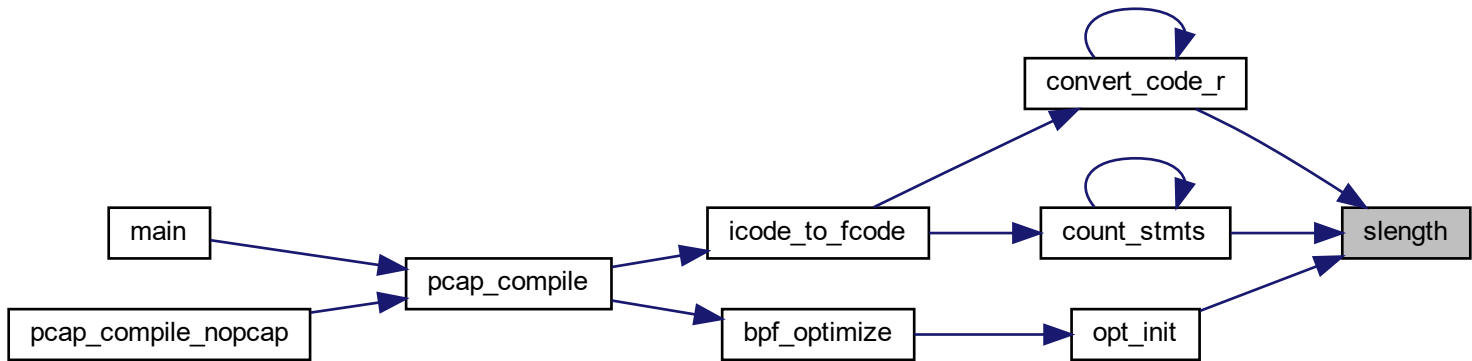 convert_code_r
main
icode_to_fcode
count_stmts
slength
pcap_compile
pcap_compile_nopcap
bpf_optimize
opt_init